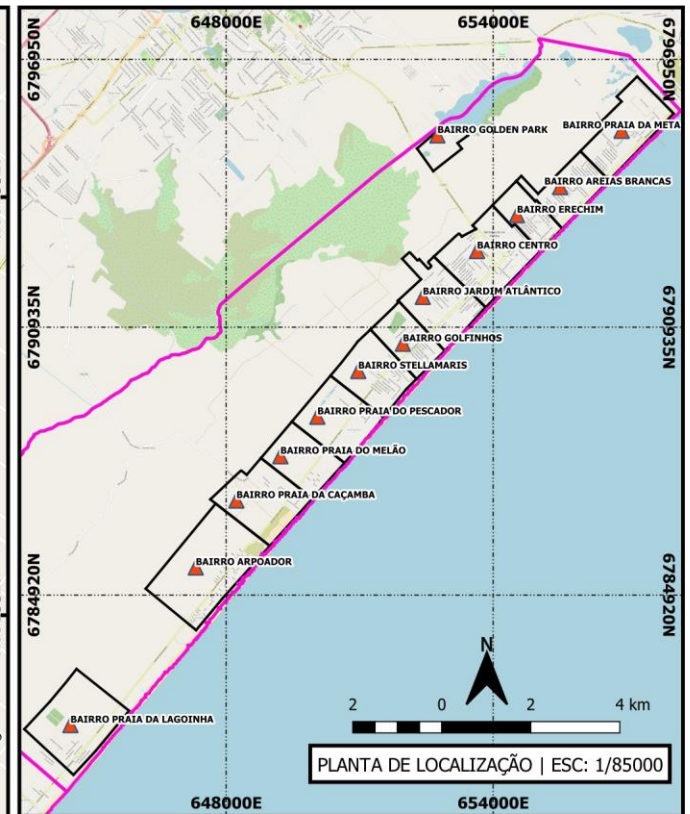 648000E
654000E
6796950N
6796950N
BAIRRO GOLDEN PARK
BAIRRO PRAIA DA META
BAIRRO AREIAS BRANCAS
BAIRRO ERECHIM
BAIRRO CENTRO
BAIRRO JARDIM ATLÂNTICO
6790935N
6790935N
BAIRRO GOLFINHOS
BAIRRO STELLAMARIS
BAIRRO PRAIA DO PESCADOR
BAIRRO PRAIA DO MELÃO
BAIRRO PRAIA DA CAÇAMBA
BAIRRO ARPOADOR
6784920N
6784920N
N
BAIRRO PRAIA DA LAGOINHA
2 0 2 4 km
PLANTA DE LOCALIZAÇÃO | ESC: 1/85000
648000E
654000E